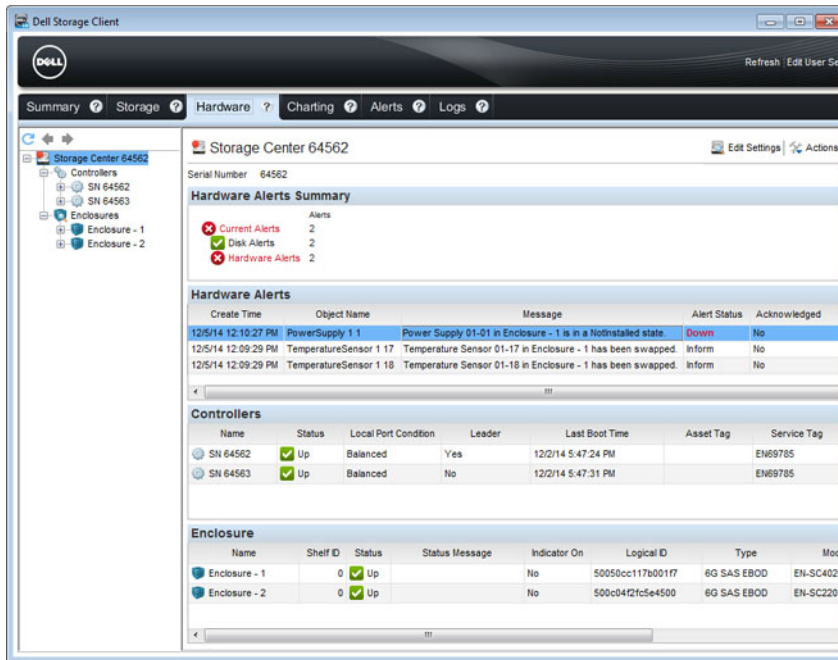 Dell Storage Client
DELL
Refresh Edit User Se
Summary ? Storage ? Hardware ? Charting ? Alerts ? Logs ?
Storage Center 64562
Controllers
SN 64562
SN 64563
Enclosures
Enclosure - 1
Enclosure - 2
Storage Center 64562
Edit Settings Actions
Serial Number 64562
Hardware Alerts Summary
Alerts
Current Alerts 2
Disk Alerts 2
Hardware Alerts 2
Hardware Alerts
Create Time Object Name Message Alert Status Acknowledged
12/5/14 12:10:27 PM PowerSupply 1 1 Power Supply 01-01 in Enclosure - 1 is in a NotInstalled state. Down No
12/5/14 12:09:29 PM TemperatureSensor 1 17 Temperature Sensor 01-17 in Enclosure - 1 has been swapped. Inform No
12/5/14 12:09:29 PM TemperatureSensor 1 18 Temperature Sensor 01-18 in Enclosure - 1 has been swapped. Inform No
Controllers
Name Status Local Port Condition Leader Last Boot Time Asset Tag Service Tag
SN 64562 Up Balanced Yes 12/2/14 5:47:24 PM EN69785
SN 64563 Up Balanced No 12/2/14 5:47:31 PM EN69785
Enclosure
Name Shelf ID Status Status Message Indicator On Logical ID Type Moc
Enclosure - 1 0 Up No 50050cc117b001f7 6G SAS EBOD EN-SC402
Enclosure - 2 0 Up No 500c04f2fc5e4500 6G SAS EBOD EN-SC220